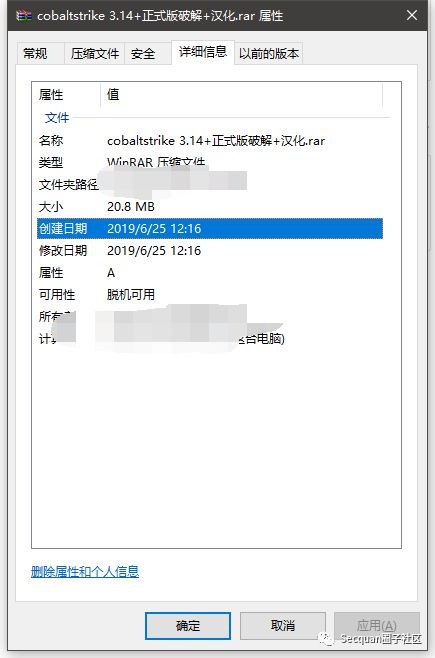 cobaltstrike 3.14+正式版破解+汉化.rar 属性
常规 压缩文件 安全 详细信息 以前的版本
属性 值
文件
名称 cobaltstrike 3.14+正式版破解+汉化.rar
类型 WinRAR 压缩文件
文件夹路径
大小 20.8 MB
创建日期 2019/6/25 12:16
修改日期 2019/6/25 12:16
属性 A
可用性 脱机可用
所有
计 这台电脑)
删除属性和个人信息
确定 取消 应用(A)
Secquan圈子社区